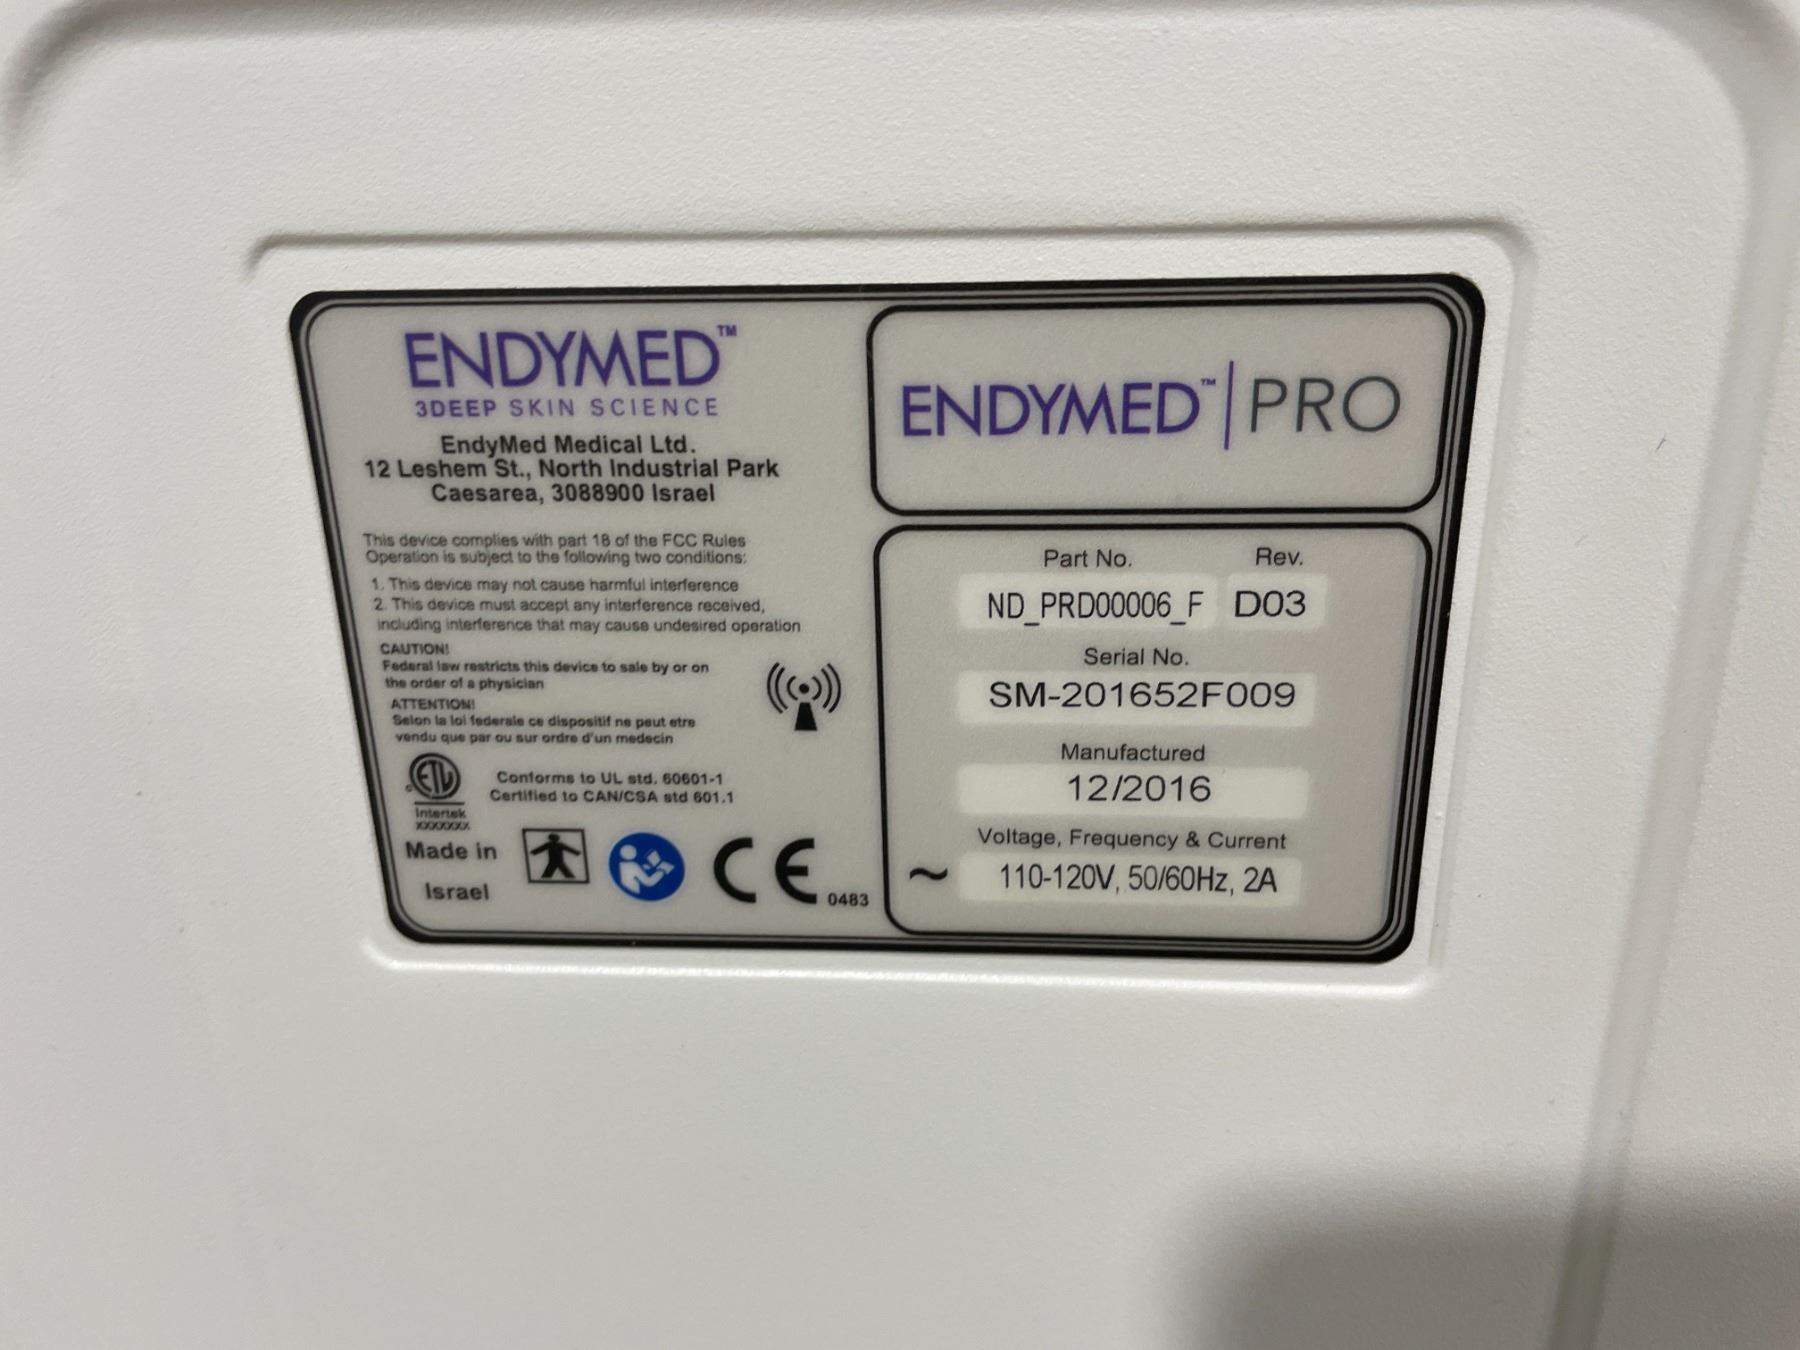 ENDYMED™
3DEEP SKIN SCIENCE
EndyMed Medical Ltd.
12 Leshem St., North Industrial Park
Caesarea, 3088900 Israel
This device complies with part 18 of the FCC Rules
Operation is subject to the following two conditions:
1. This device may not cause harmful interference
2. This device must accept any interference received,
including interference that may cause undesired operation
CAUTION!
Federal law restricts this device to sale by or on
the order of a physician
ATTENTION!
Selon la loi federale ce dispositif ne peut etre
vendu que par ou sur ordre d'un medecin
ETL
Intertek
XXXXXXX
Conforms to UL std. 60601-1
Certified to CAN/CSA std 601.1
Made in
Israel
CE 0483
ENDYMED™ | PRO
Part No. Rev.
ND_PRD00006_F D03
Serial No.
SM-201652F009
Manufactured
12/2016
Voltage, Frequency & Current
~ 110-120V, 50/60Hz, 2A